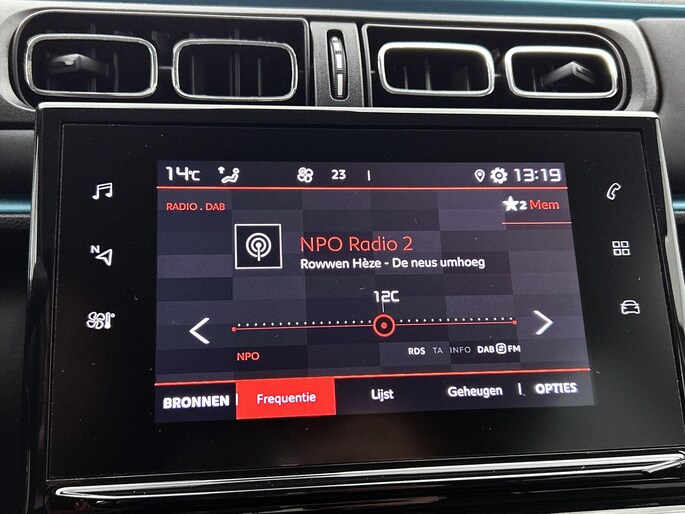 14°C 23 13:19
RADIO . DAB ★2 Mem
NPO Radio 2
Rowwen Hèze - De neus umhoeg
12C
NPO RDS TA INFO DAB FM
BRONNEN Frequentie Lijst Geheugen OPTIES
N